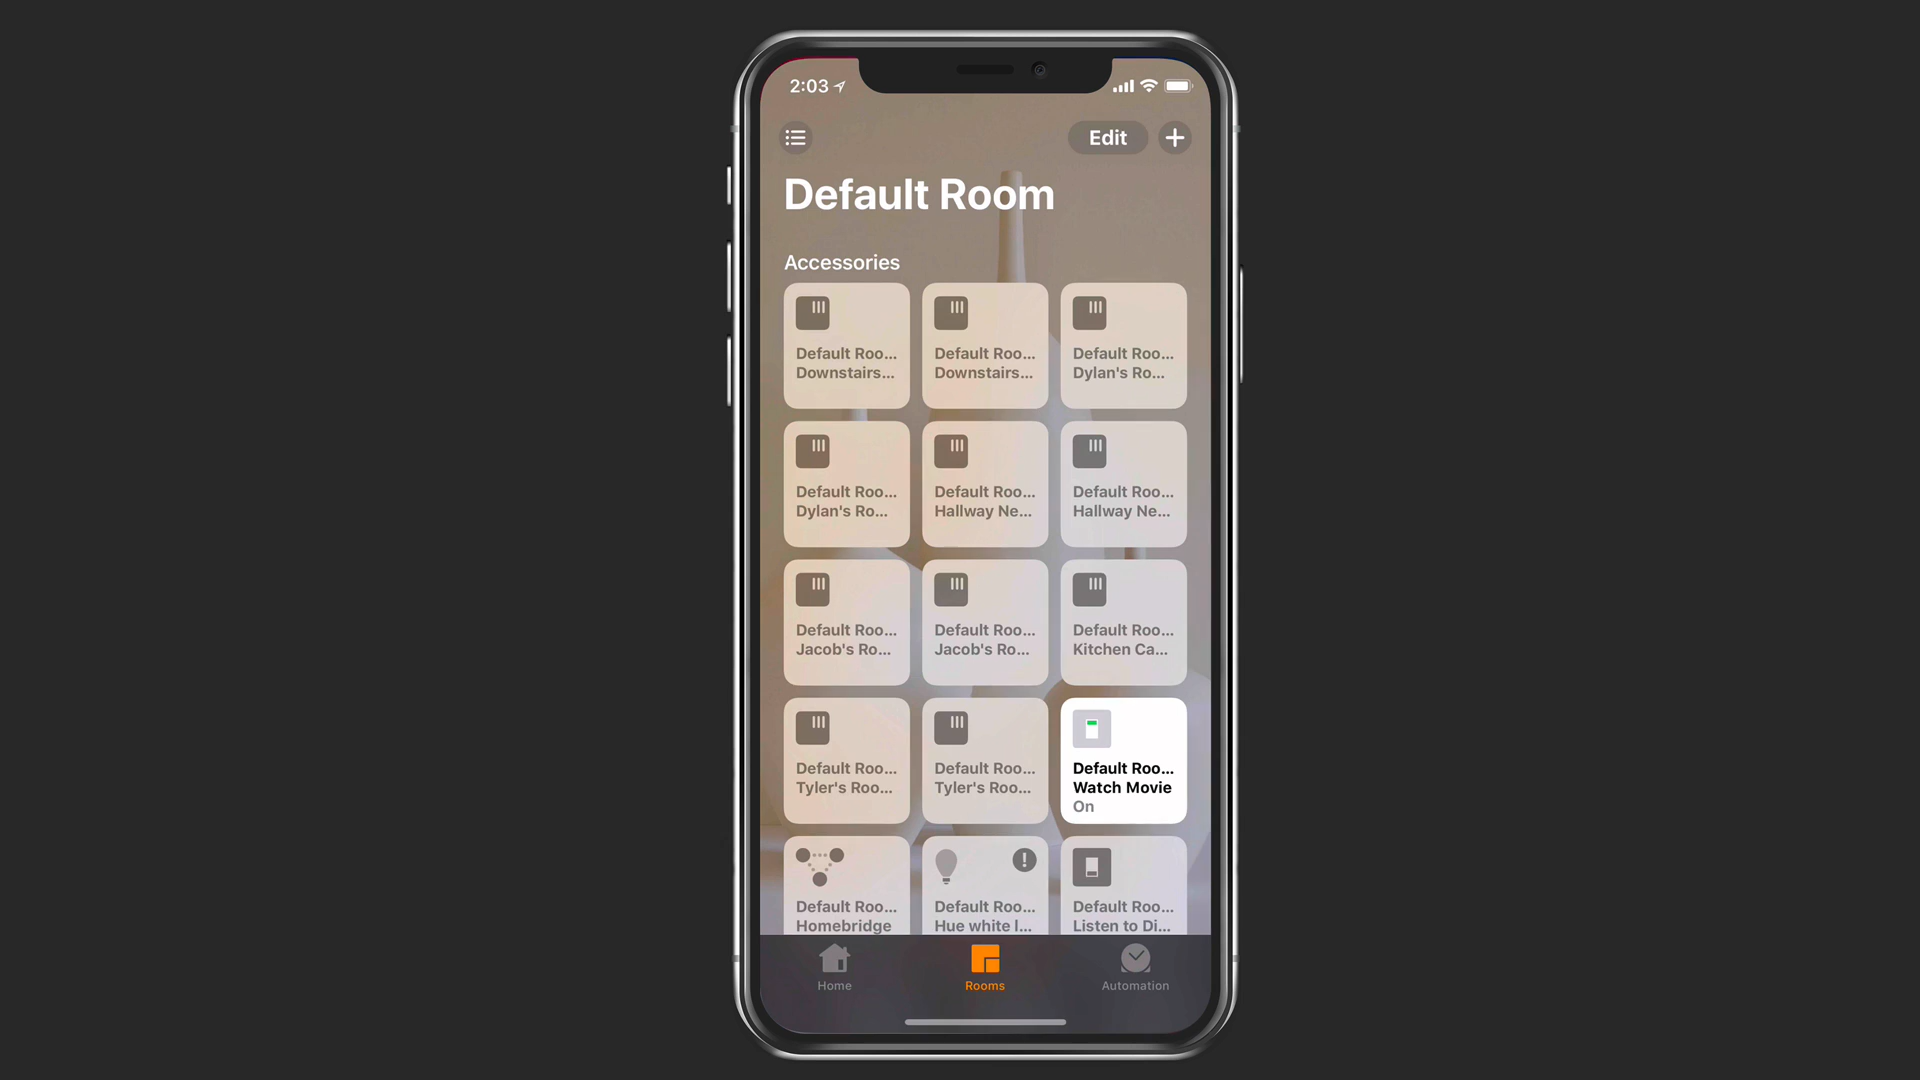 2:03
Edit
Default Room
Accessories
Default Roo...
Downstairs...
Default Roo...
Downstairs...
Default Roo...
Dylan's Ro...
Default Roo...
Dylan's Ro...
Default Roo...
Hallway Ne...
Default Roo...
Hallway Ne...
Default Roo...
Jacob's Ro...
Default Roo...
Jacob's Ro...
Default Roo...
Kitchen Ca...
Default Roo...
Tyler's Roo...
Default Roo...
Tyler's Roo...
Default Roo...
Watch Movie
On
Default Roo...
Homebridge
Default Roo...
Hue white l...
Default Roo...
Listen to Di...
Home
Rooms
Automation